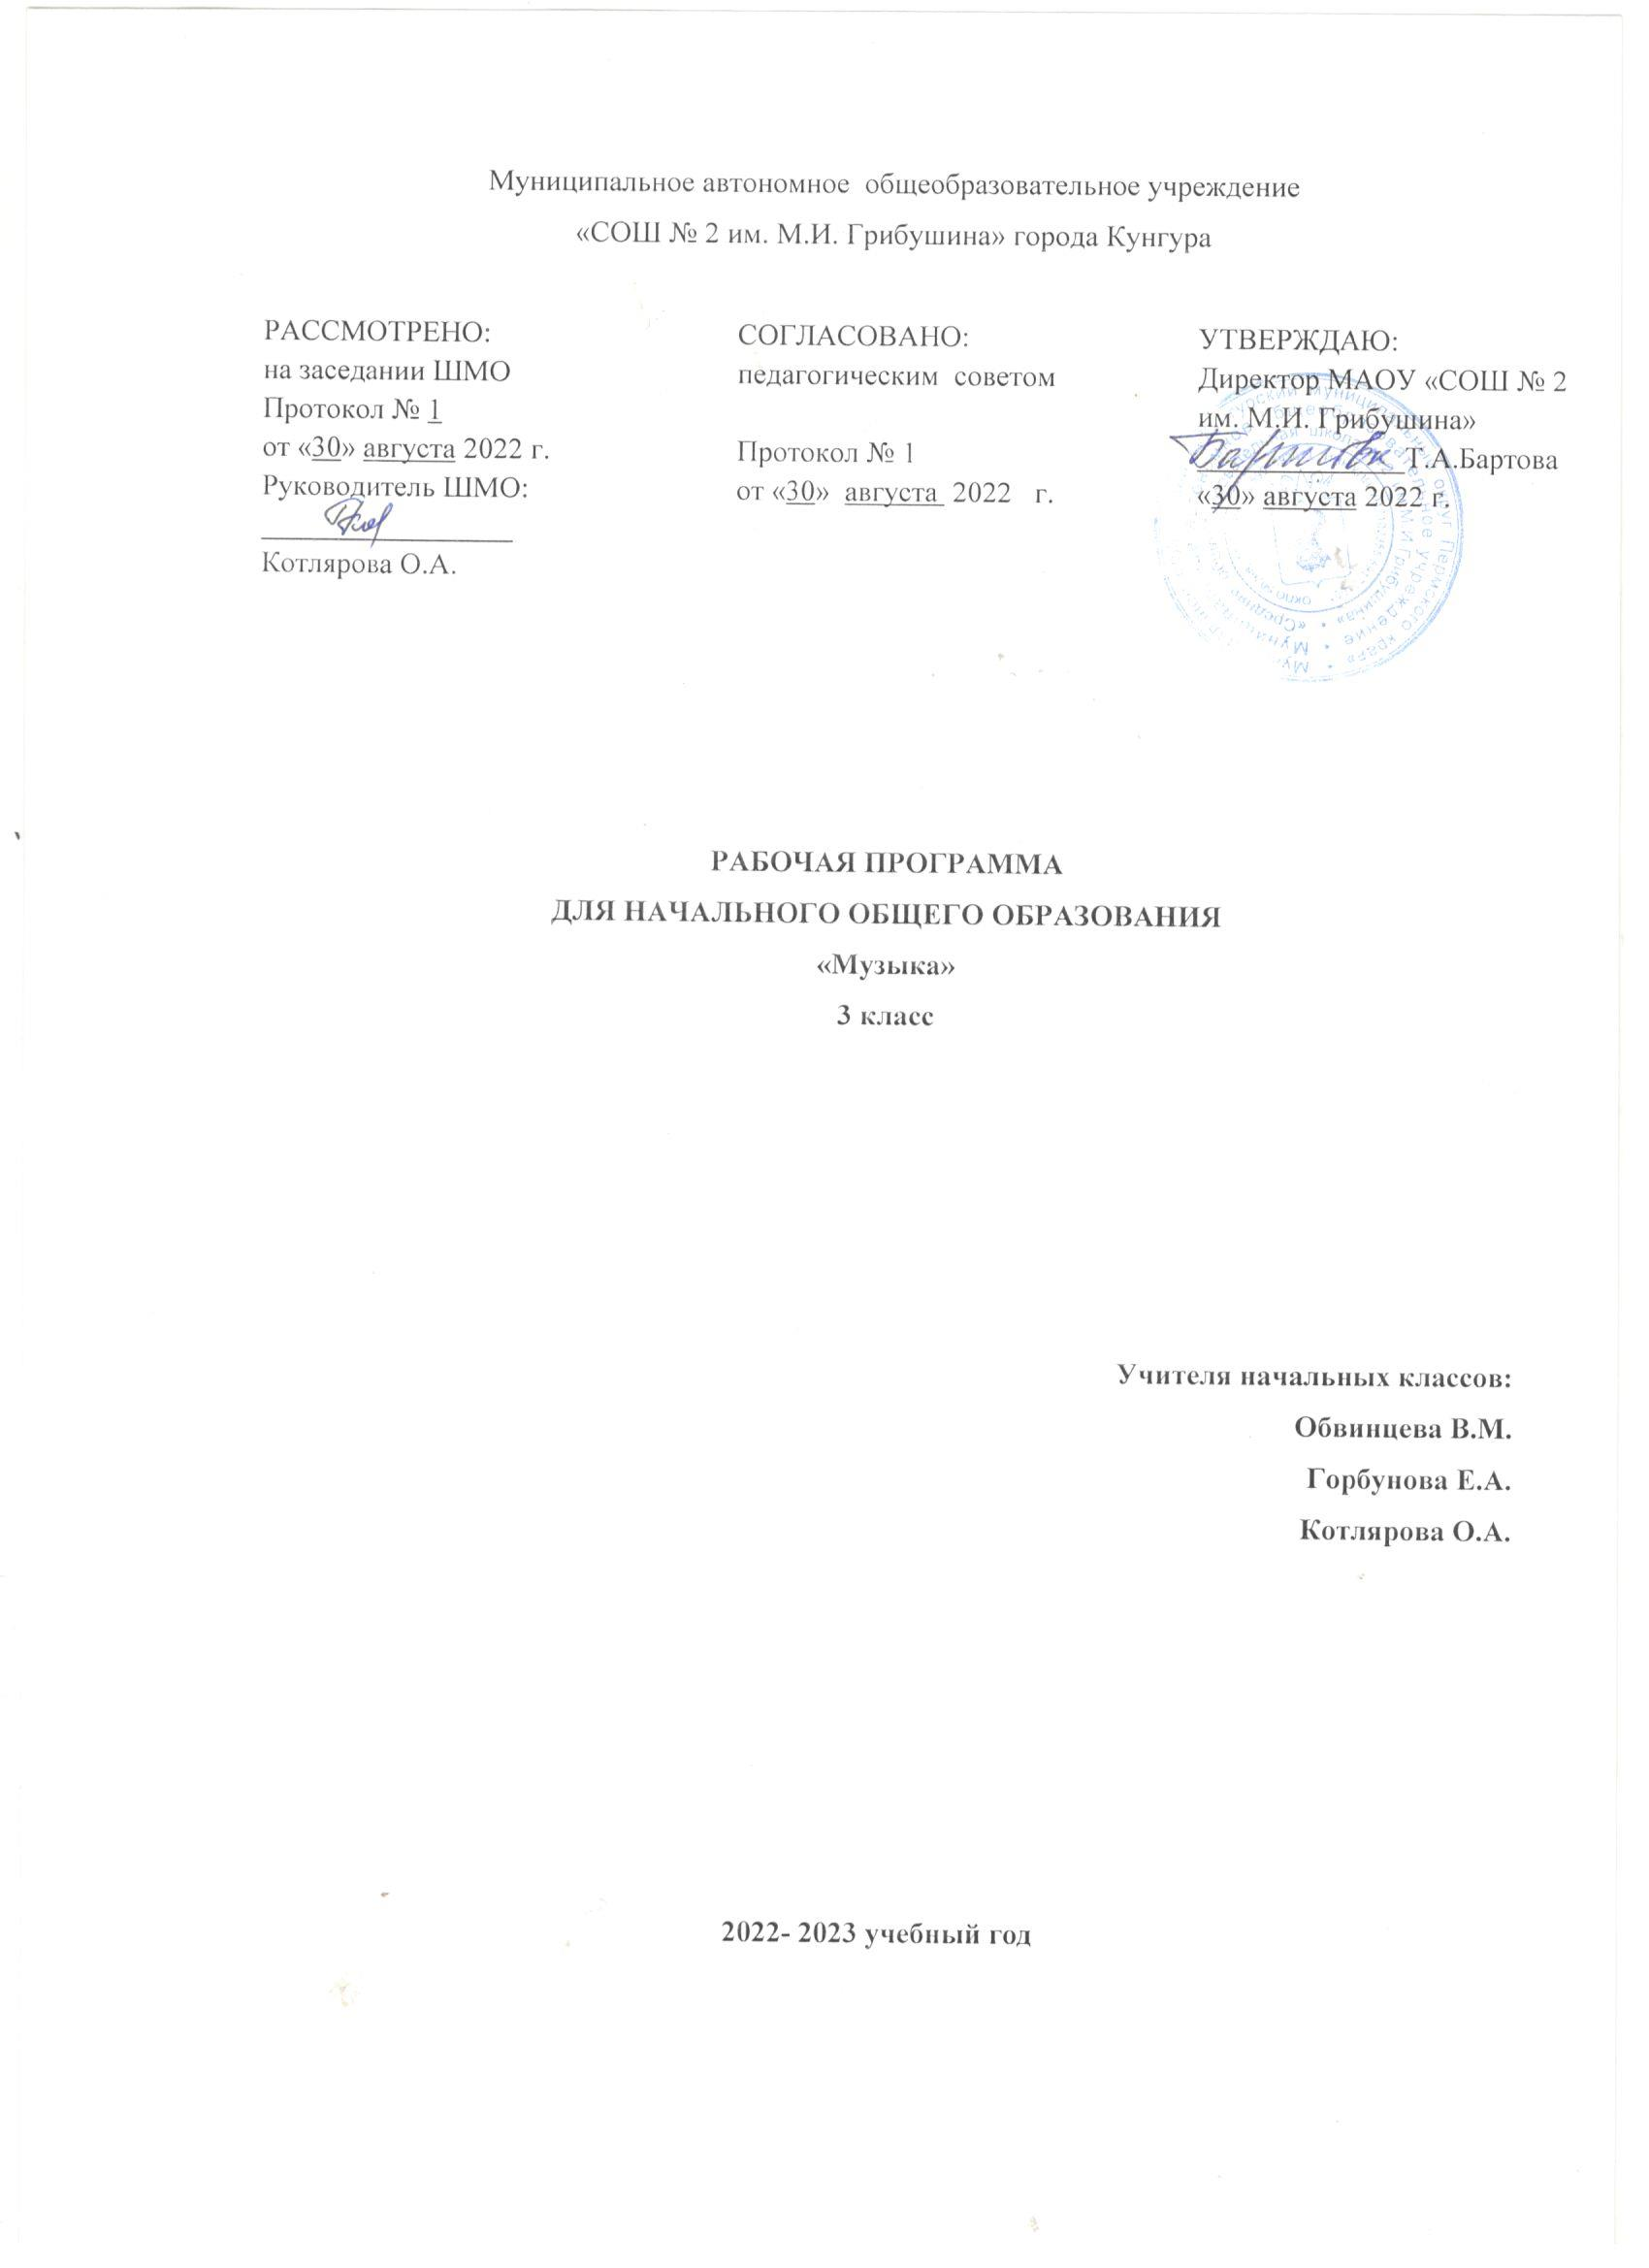 Муниципальное автономное общеобразовательное учреждение
«СОШ № 2 им. М.И. Грибушина» города Кунгура
РАССМОТРЕНО:
на заседании ШМО
Протокол № 1
от «30» августа 2022 г.
Руководитель ШМО:
Котлярова О.А.
СОГЛАСОВАНО:
педагогическим советом
Протокол № 1
от «30» августа 2022 г.
УТВЕРЖДАЮ:
Директор МАОУ «СОШ № 2
им. М.И. Грибушина»
Т.А.Бартова
«30» августа 2022 г.
РАБОЧАЯ ПРОГРАММА
ДЛЯ НАЧАЛЬНОГО ОБЩЕГО ОБРАЗОВАНИЯ
«Музыка»
3 класс
Учителя начальных классов:
Обвинцева В.М.
Горбунова Е.А.
Котлярова О.А.
2022- 2023 учебный год